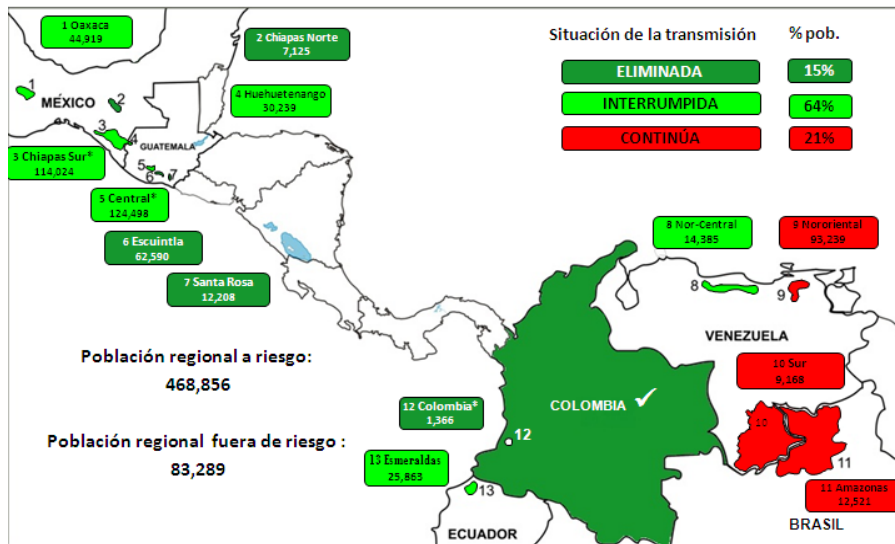 1 Oaxaca
44,919
2 Chiapas Norte
7,125
Situación de la transmisión
% pob.
ELIMINADA
15%
INTERRUMPIDA
64%
CONTINÚA
21%
4 Huehuetenango
30,239
1
MÉXICO
2
3
4
GUATEMALA
5
6
7
3 Chiapas Sur*
114,024
5 Central*
124,498
6 Escuintla
62,590
7 Santa Rosa
12,208
8 Nor-Central
14,385
9 Nororiental
93,239
8
9
VENEZUELA
Población regional a riesgo:
468,856
10 Sur
9,163
12 Colombia*
1,366
COLOMBIA
12
10
11
Población regional fuera de riesgo :
83,289
13 Esmeraldas
25,863
13
11 Amazonas
12,521
ECUADOR
BRASIL